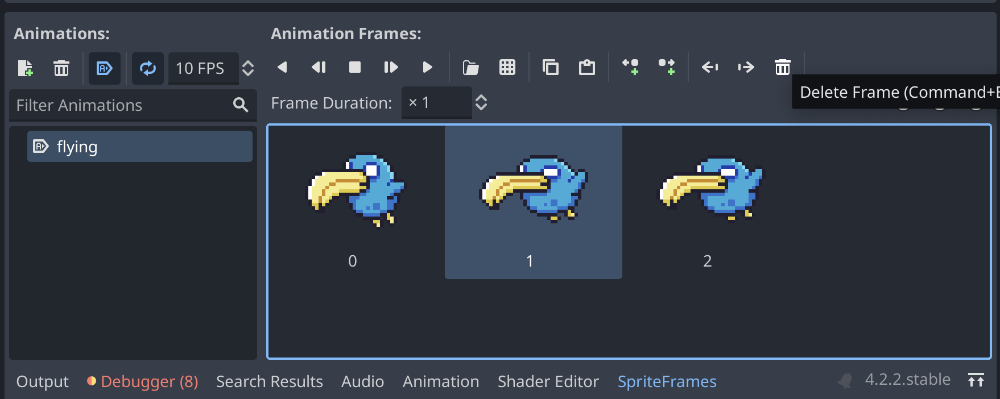 Animations:
Animation Frames:
10 FPS
Delete Frame (Command+
Filter Animations
Frame Duration:
× 1
flying
0
1
2
Output
Debugger (8)
Search Results
Audio
Animation
Shader Editor
SpriteFrames
4.2.2.stable